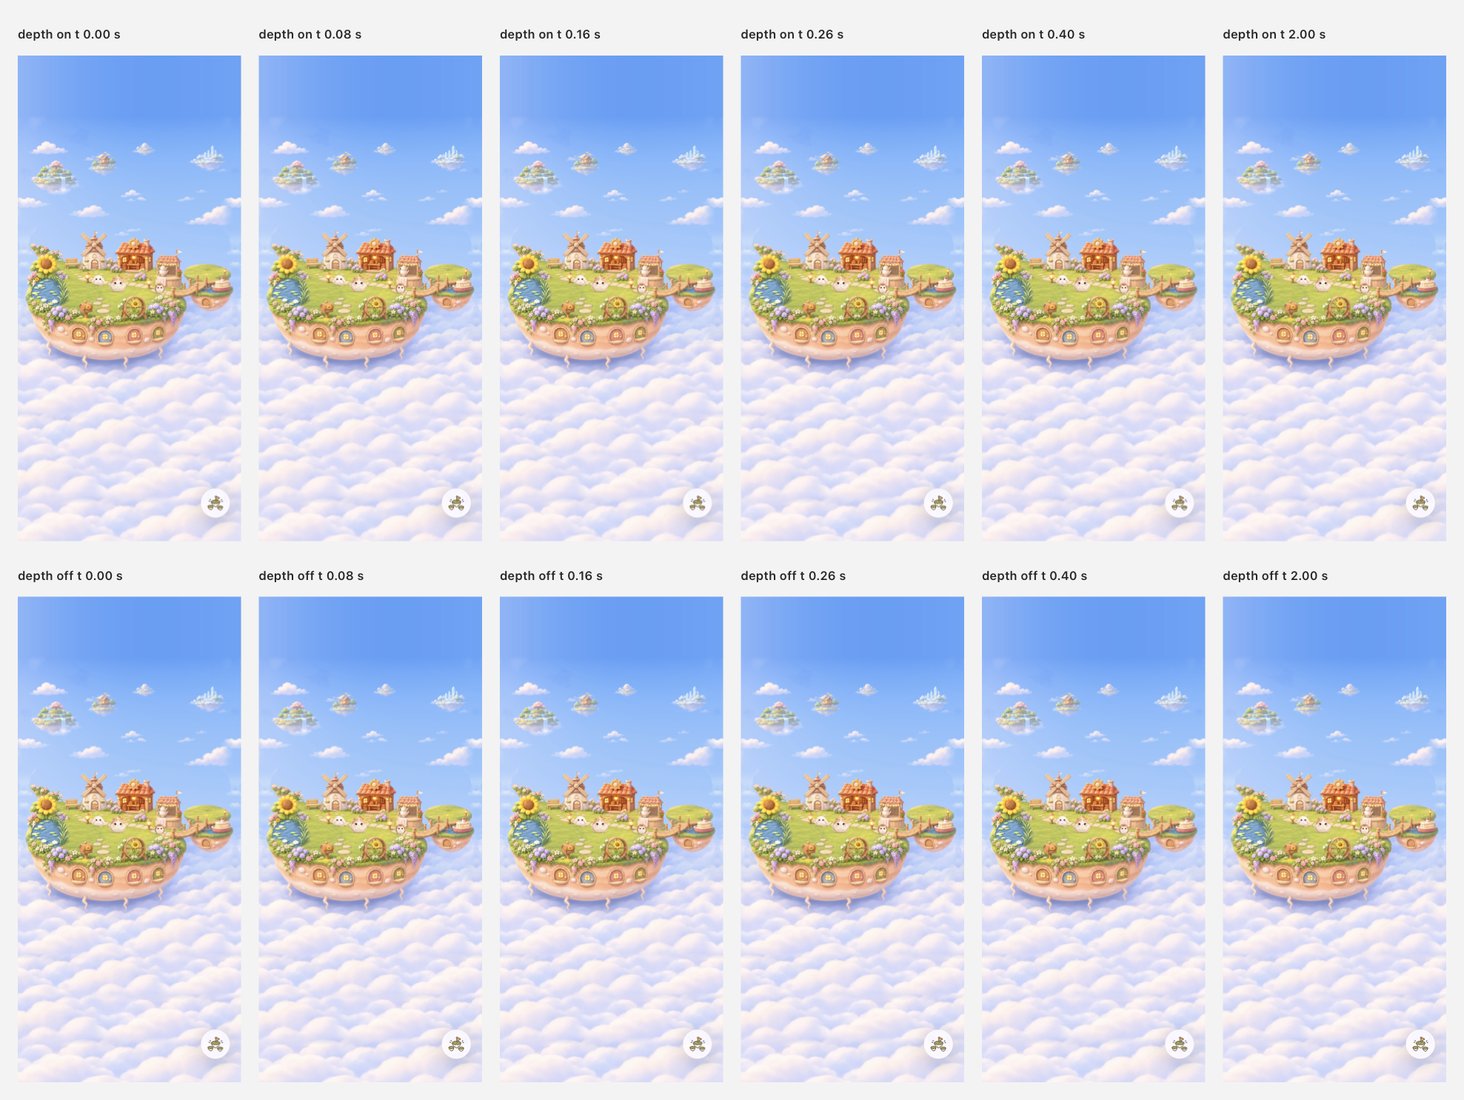 depth on t 0.00 s
depth on t 0.08 s
depth on t 0.16 s
depth on t 0.26 s
depth on t 0.40 s
depth on t 2.00 s
depth off t 0.00 s
depth off t 0.08 s
depth off t 0.16 s
depth off t 0.26 s
depth off t 0.40 s
depth off t 2.00 s